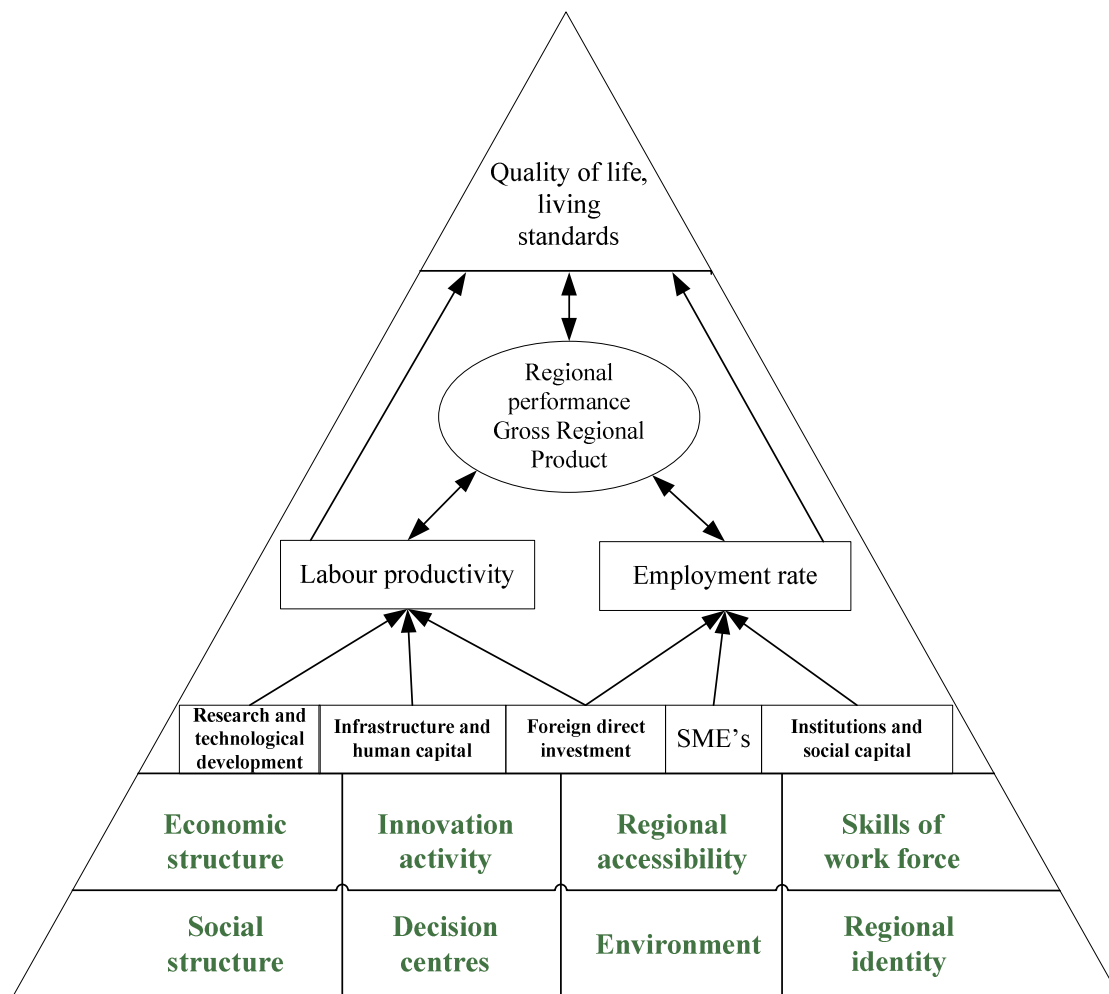 Quality of life,
living
standards
Regional
performance
Gross Regional
Product
Labour productivity
Employment rate
Research and
technological
development
Infrastructure and
human capital
Foreign direct
investment
SME’s
Institutions and
social capital
Economic
structure
Innovation
activity
Regional
accessibility
Skills of
work force
Social
structure
Decision
centres
Environment
Regional
identity